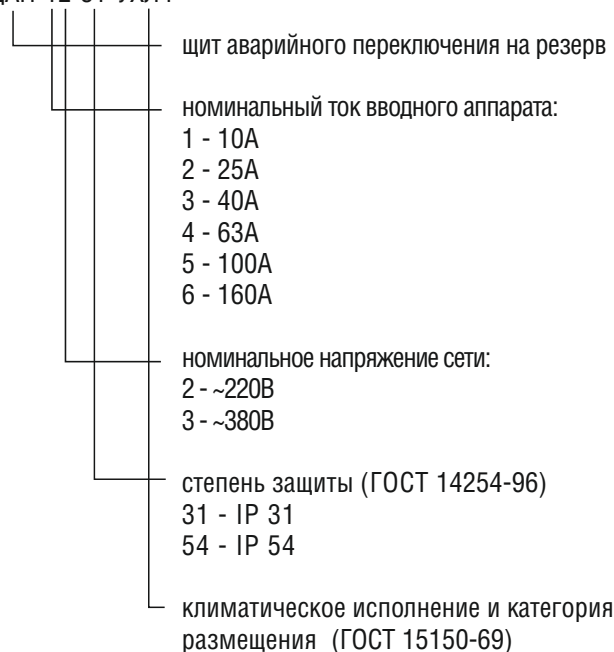 щит аварийного переключения на резерв
номинальный ток вводного аппарата:
1 - 10А
2 - 25А
3 - 40А
4 - 63А
5 - 100А
6 - 160А
номинальное напряжение сети:
2 - ~220В
3 - ~380В
степень защиты (ГОСТ 14254-96)
31 - IP 31
54 - IP 54
климатическое исполнение и категория
размещения (ГОСТ 15150-69)